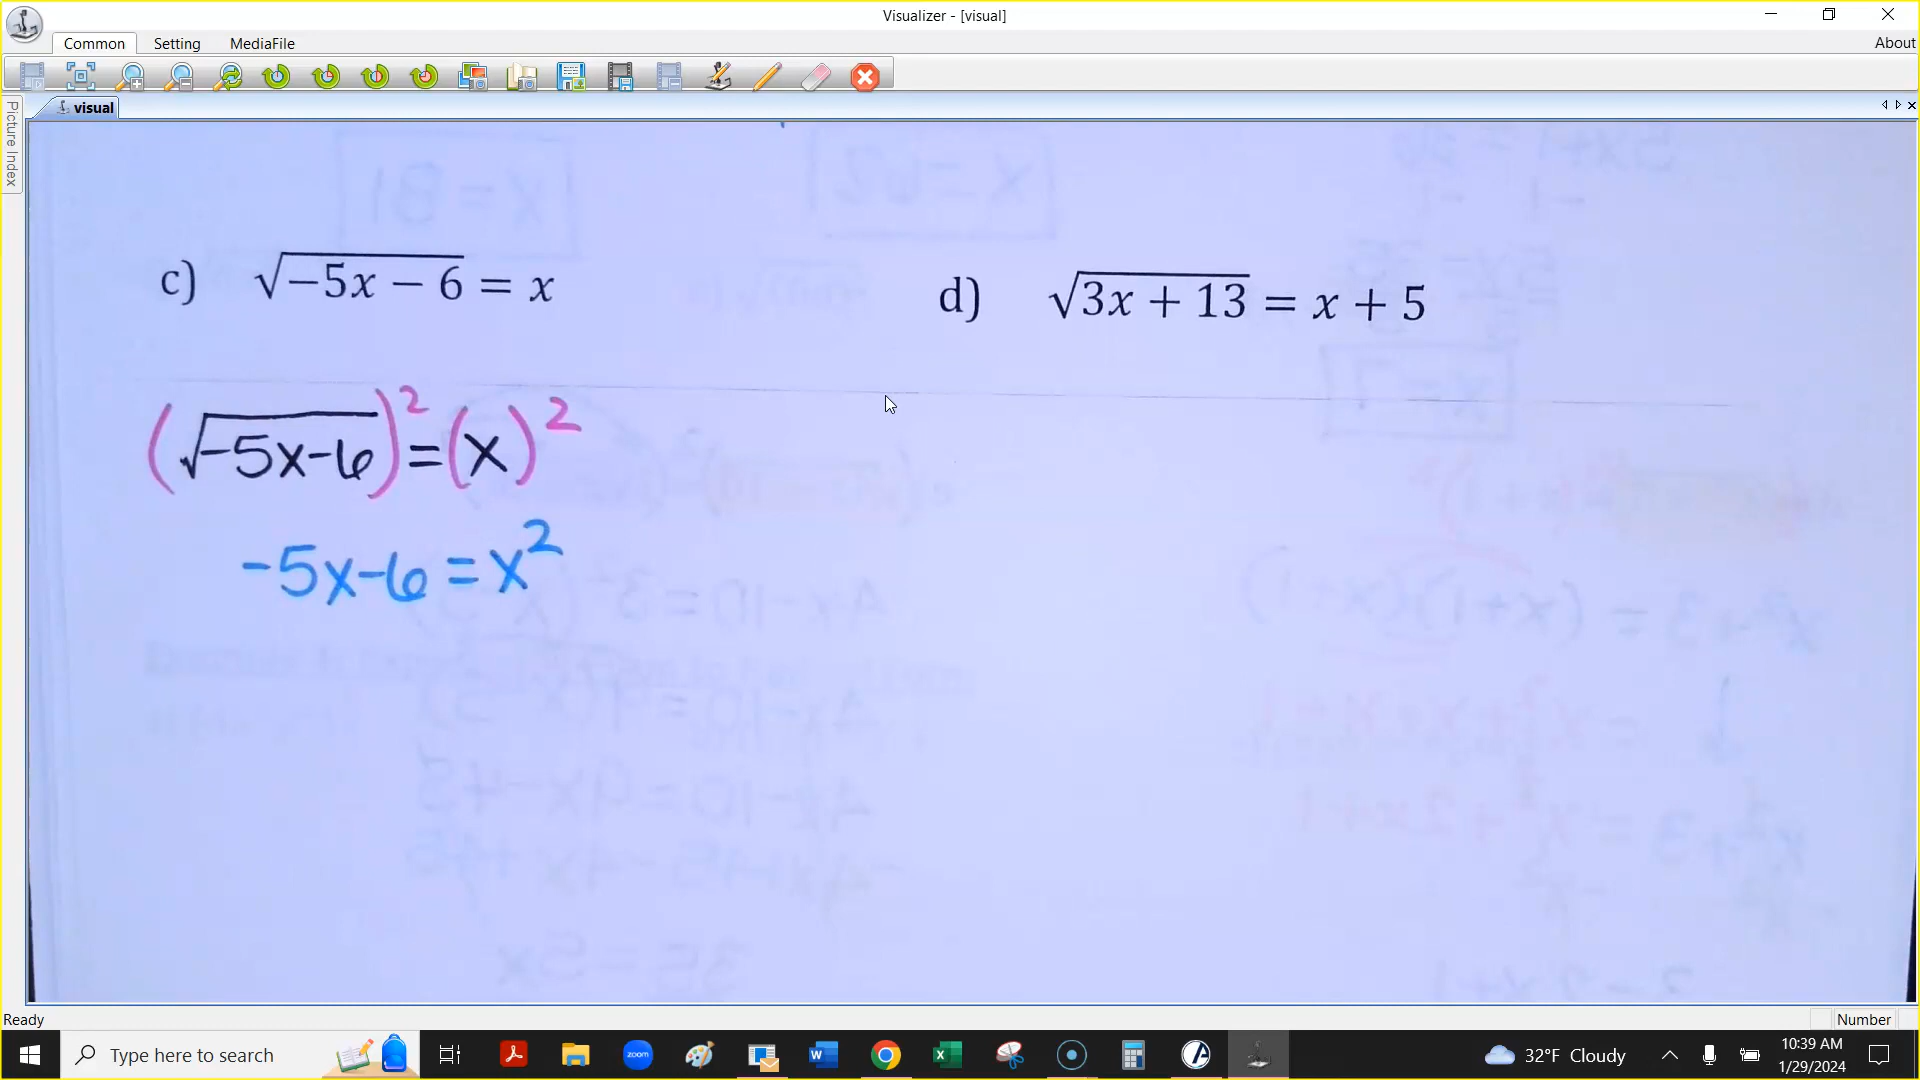 Visualizer - [visual]
Common Setting MediaFile About
visual
Picture Index
c) √(-5x − 6) = x
d) √(3x + 13) = x + 5
(√(-5x-6))² = (x)²
-5x-6 = x²
Ready
Number
Type here to search
zoom
32°F Cloudy
10:39 AM
1/29/2024